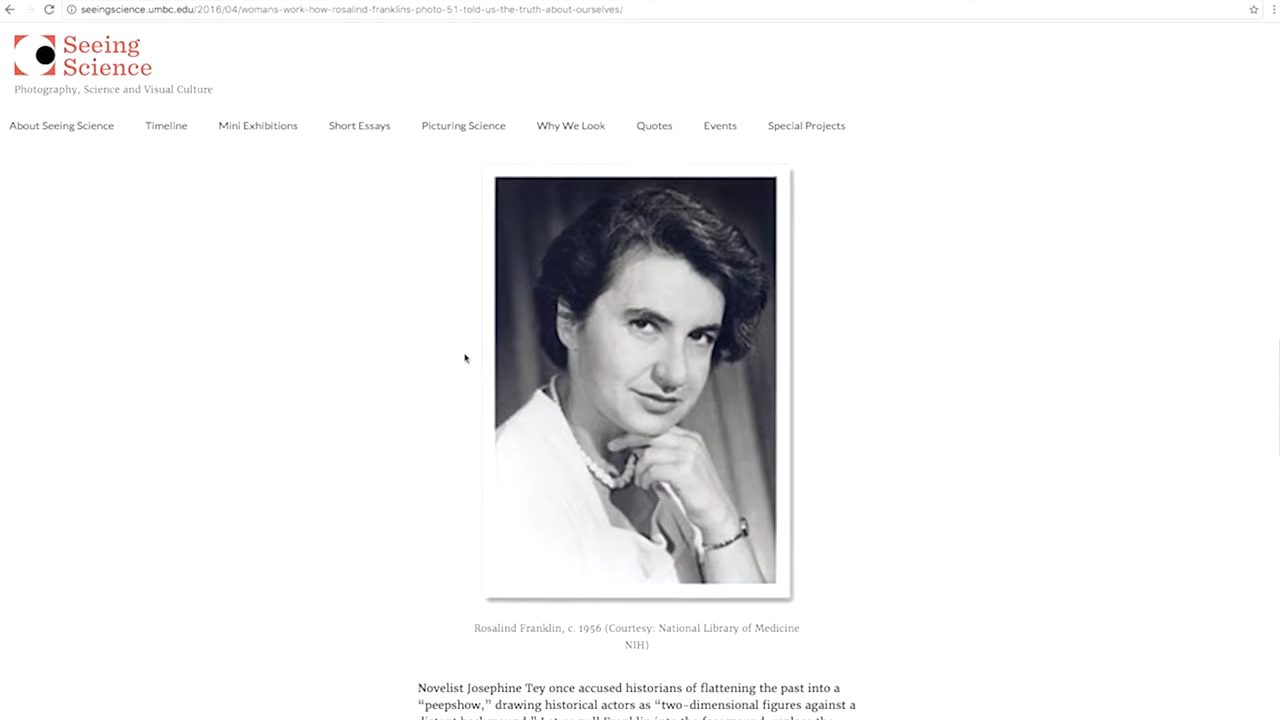 seeingscience.umbc.edu/2016/04/womans-work-how-rosalind-franklins-photo-51-told-us-the-truth-about-ourselves/
Seeing
Science
Photography, Science and Visual Culture
About Seeing Science Timeline Mini Exhibitions Short Essays Picturing Science Why We Look Quotes Events Special Projects
Rosalind Franklin, c. 1956 (Courtesy: National Library of Medicine
NIH)
Novelist Josephine Tey once accused historians of flattening the past into a
“peepshow,” drawing historical actors as “two-dimensional figures against a